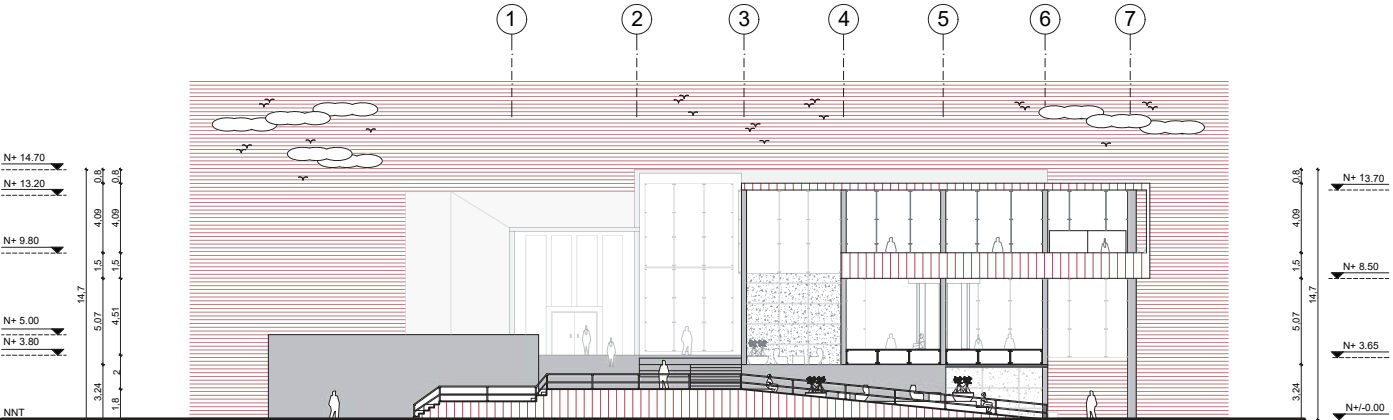 1 2 3 4 5 6 7
N+ 14.70
N+ 13.20
N+ 9.80
N+ 5.00
N+ 3.80
NNT
14,7
0,8
4,09
1,5
5,07
3,24
0,8
4,09
1,5
4,51
2
1,8
0,8
4,09
1,5
5,07
3,24
14,7
N+ 13.70
N+ 8.50
N+ 3.65
N+/-0.00